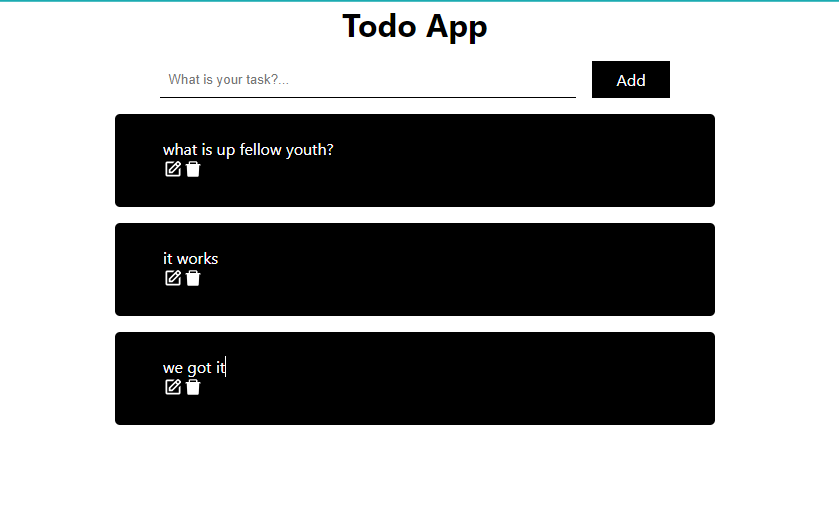 Todo App
What is your task?...
Add
what is up fellow youth?
it works
we got it